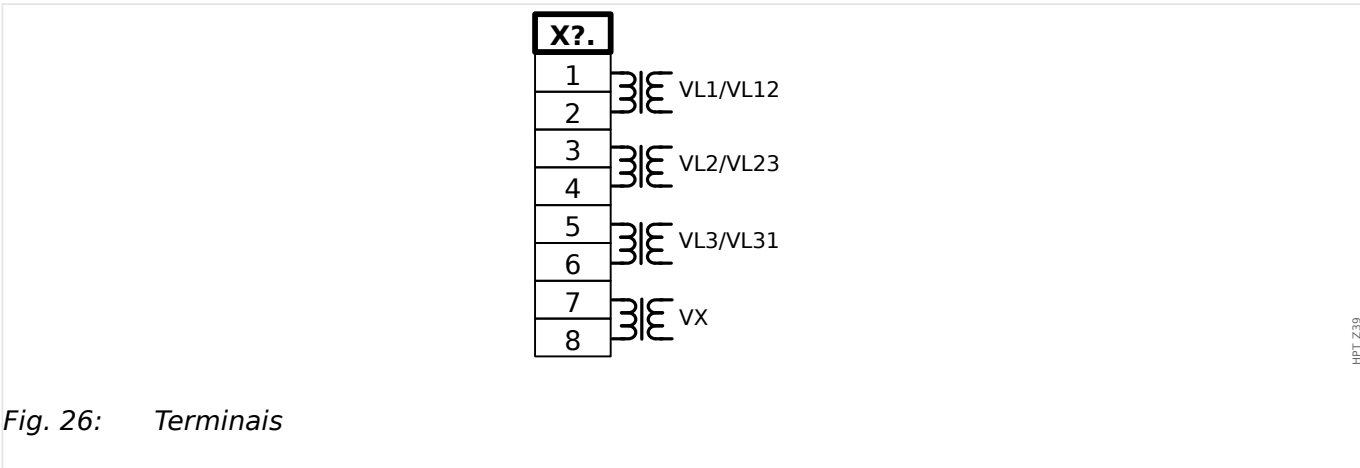 X?.
1
VL1/VL12
2
3
VL2/VL23
4
5
VL3/VL31
6
7
VX
8
HPT Z39
Fig. 26: Terminais